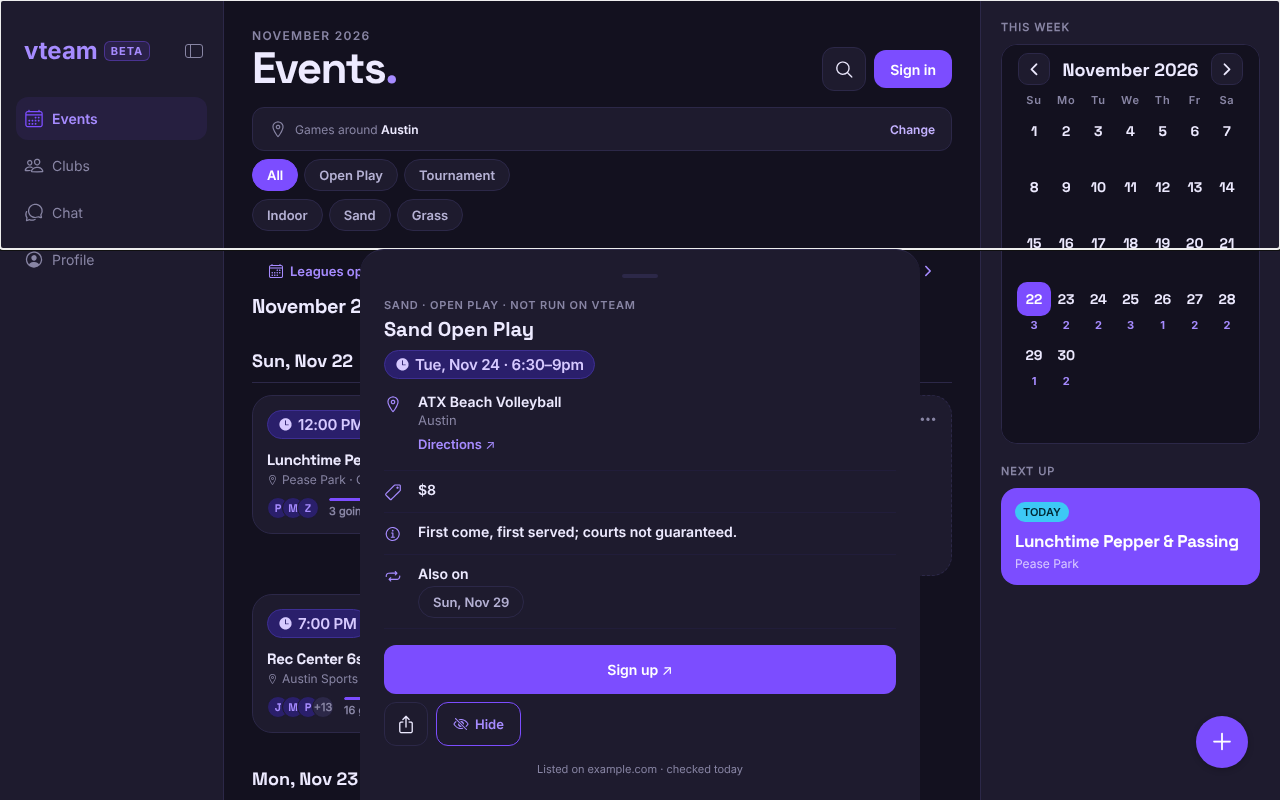 vteam BETA
Events
Clubs
Chat
Profile
NOVEMBER 2026
Events.
Sign in
Games around Austin
Change
All
Open Play
Tournament
Indoor
Sand
Grass
Leagues op
November 2
Sun, Nov 22
12:00 PM
Lunchtime Pe
Pease Park ·
P M Z
3 goin
7:00 PM
Rec Center 6s
Austin Sports
J M P +13
16
Mon, Nov 23
SAND · OPEN PLAY · NOT RUN ON VTEAM
Sand Open Play
Tue, Nov 24 · 6:30–9pm
ATX Beach Volleyball
Austin
Directions ↗
$8
First come, first served; courts not guaranteed.
Also on
Sun, Nov 29
Sign up ↗
Hide
Listed on example.com · checked today
THIS WEEK
November 2026
Su Mo Tu We Th Fr Sa
1 2 3 4 5 6 7
8 9 10 11 12 13 14
15 16 17 18 19 20 21
22 23 24 25 26 27 28
3 2 2 3 1 2 2
29 30
1 2
NEXT UP
TODAY
Lunchtime Pepper & Passing
Pease Park